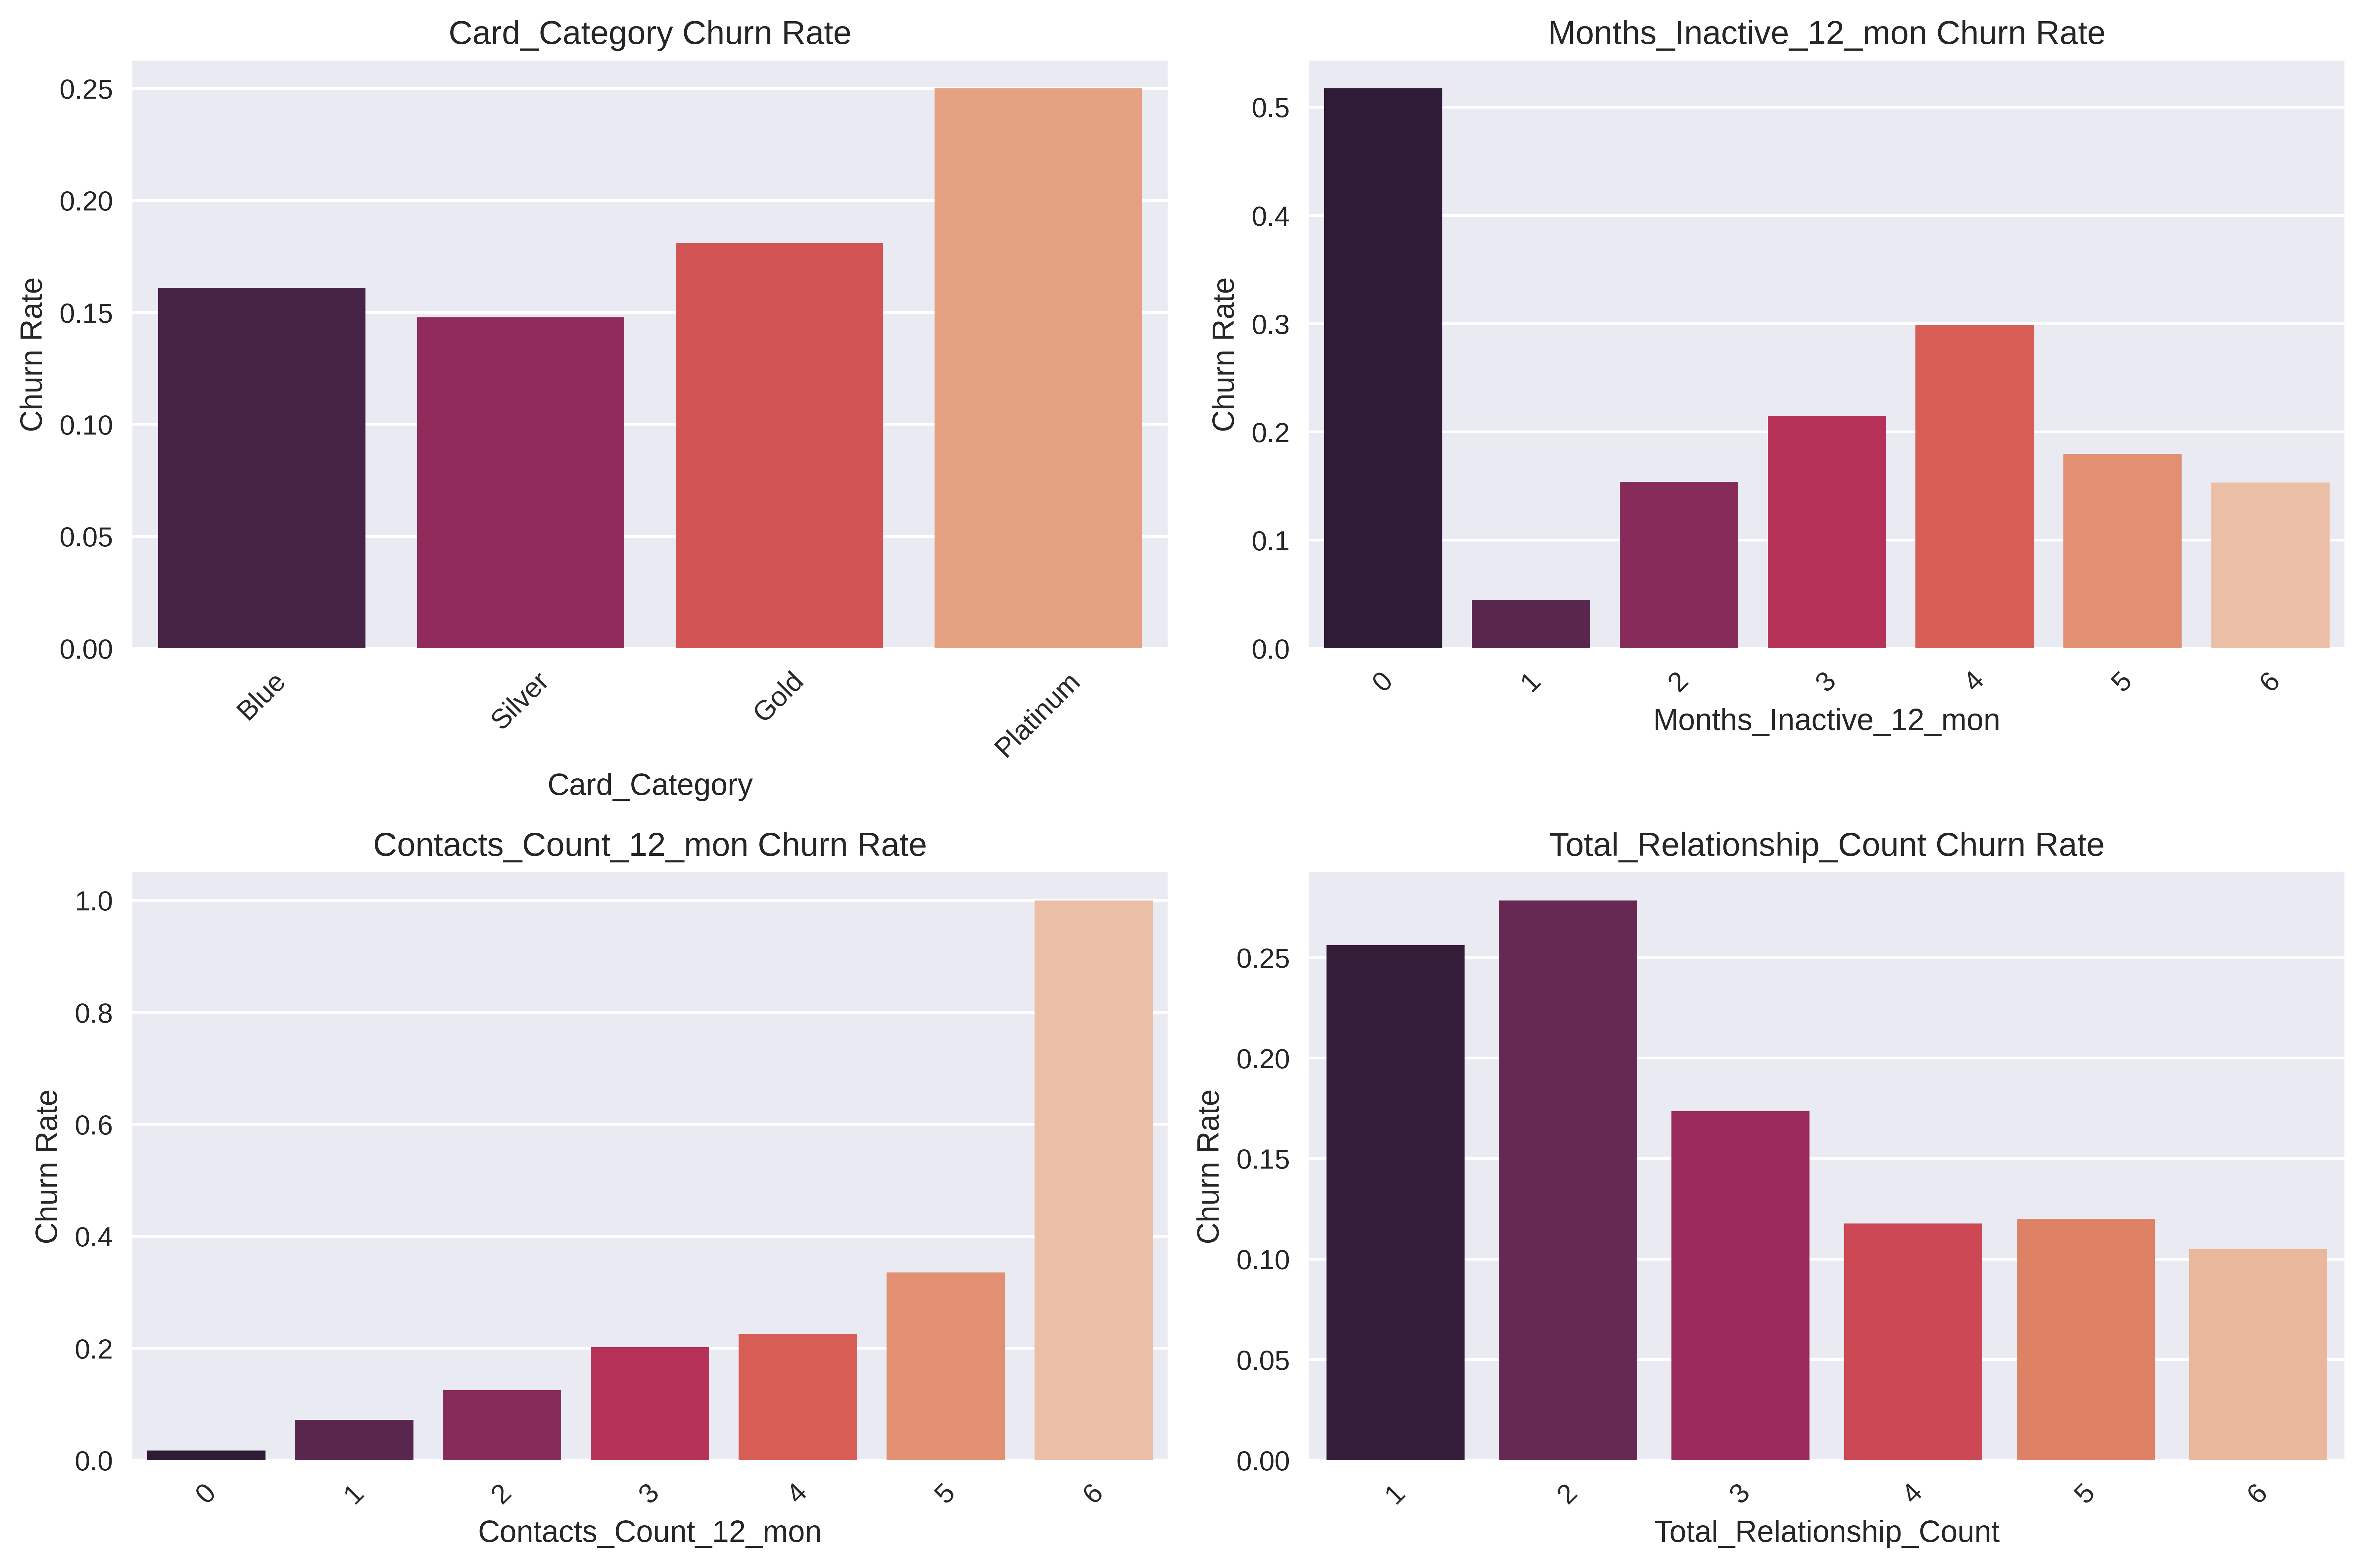 Card_Category Churn Rate
0.25
0.20
0.15
0.10
0.05
0.00
Churn Rate
Blue
Silver
Gold
Platinum
Card_Category
Months_Inactive_12_mon Churn Rate
0.5
0.4
0.3
0.2
0.1
0.0
Churn Rate
0
1
2
3
4
5
6
Months_Inactive_12_mon
Contacts_Count_12_mon Churn Rate
1.0
0.8
0.6
0.4
0.2
0.0
Churn Rate
0
1
2
3
4
5
6
Contacts_Count_12_mon
Total_Relationship_Count Churn Rate
0.25
0.20
0.15
0.10
0.05
0.00
Churn Rate
1
2
3
4
5
6
Total_Relationship_Count